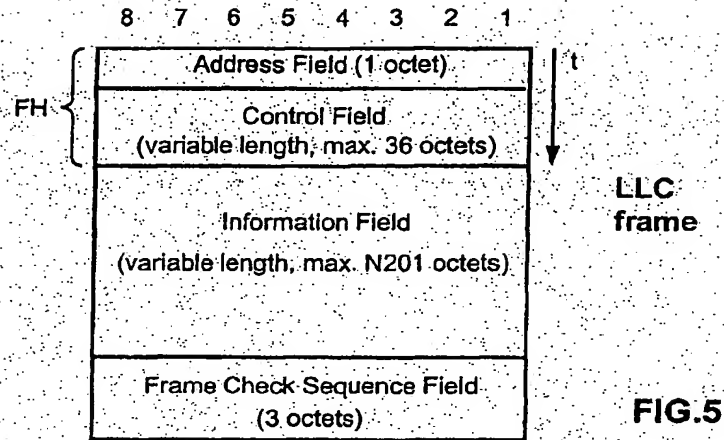 8 7 6 5 4 3 2 1
Address Field (1 octet)
t
FH
Control Field
(variable length, max. 36 octets)
LLC
frame
Information Field
(variable length, max. N201 octets)
Frame Check Sequence Field
(3 octets)
FIG.5